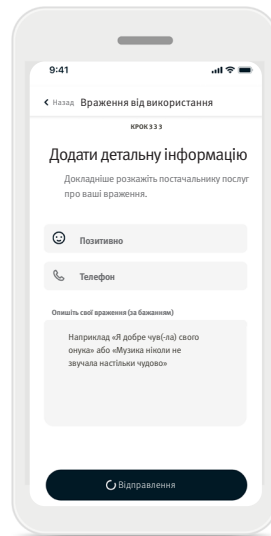 9:41
Назад Враження від використання
КРОК 3 З 3
Додати детальну інформацію
Докладніше розкажіть постачальнику послуг
про ваші враження.
Позитивно
Телефон
Опишіть свої враження (за бажанням)
Наприклад «Я добре чув(-ла) свого
онука» або «Музика ніколи не
звучала настільки чудово»
Відправлення